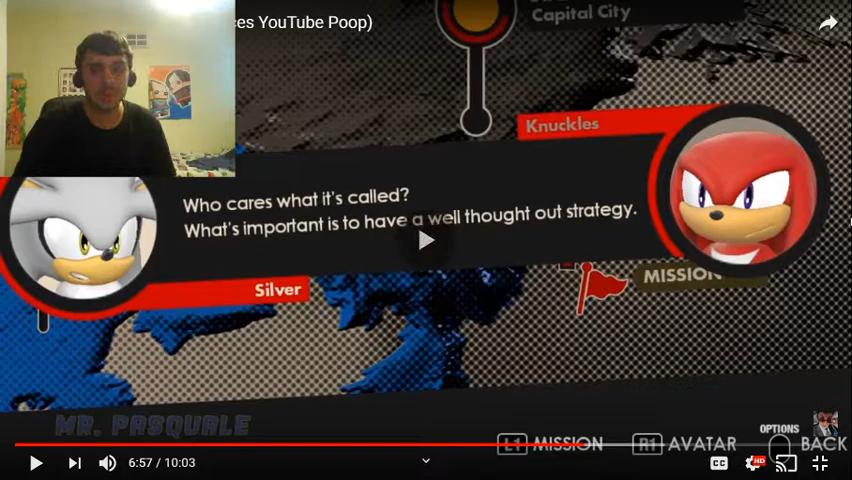 ces YouTube Poop)
Capital City
Knuckles
Who cares what it's called?
What's important is to have a well thought out strategy.
Silver
MISSION
MR. PASQUALE
OPTIONS
L1 MISSION R1 AVATAR BACK
6:57 / 10:03
CC HD